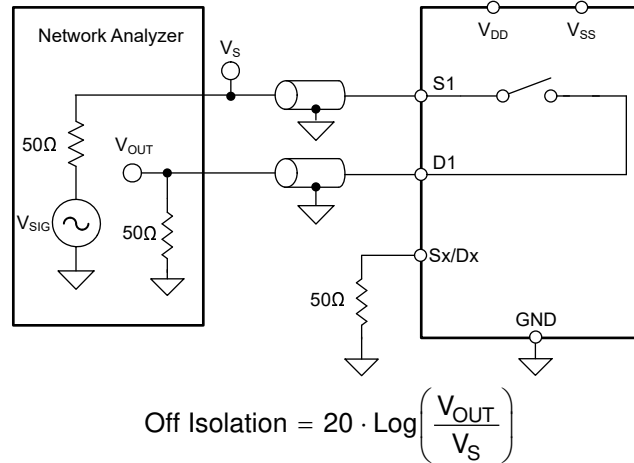 Network Analyzer
V_S
V_DD
V_SS
S1
50Ω
V_OUT
D1
V_SIG
50Ω
Sx/Dx
50Ω
GND
Off Isolation = 20 · Log(V_OUT / V_S)